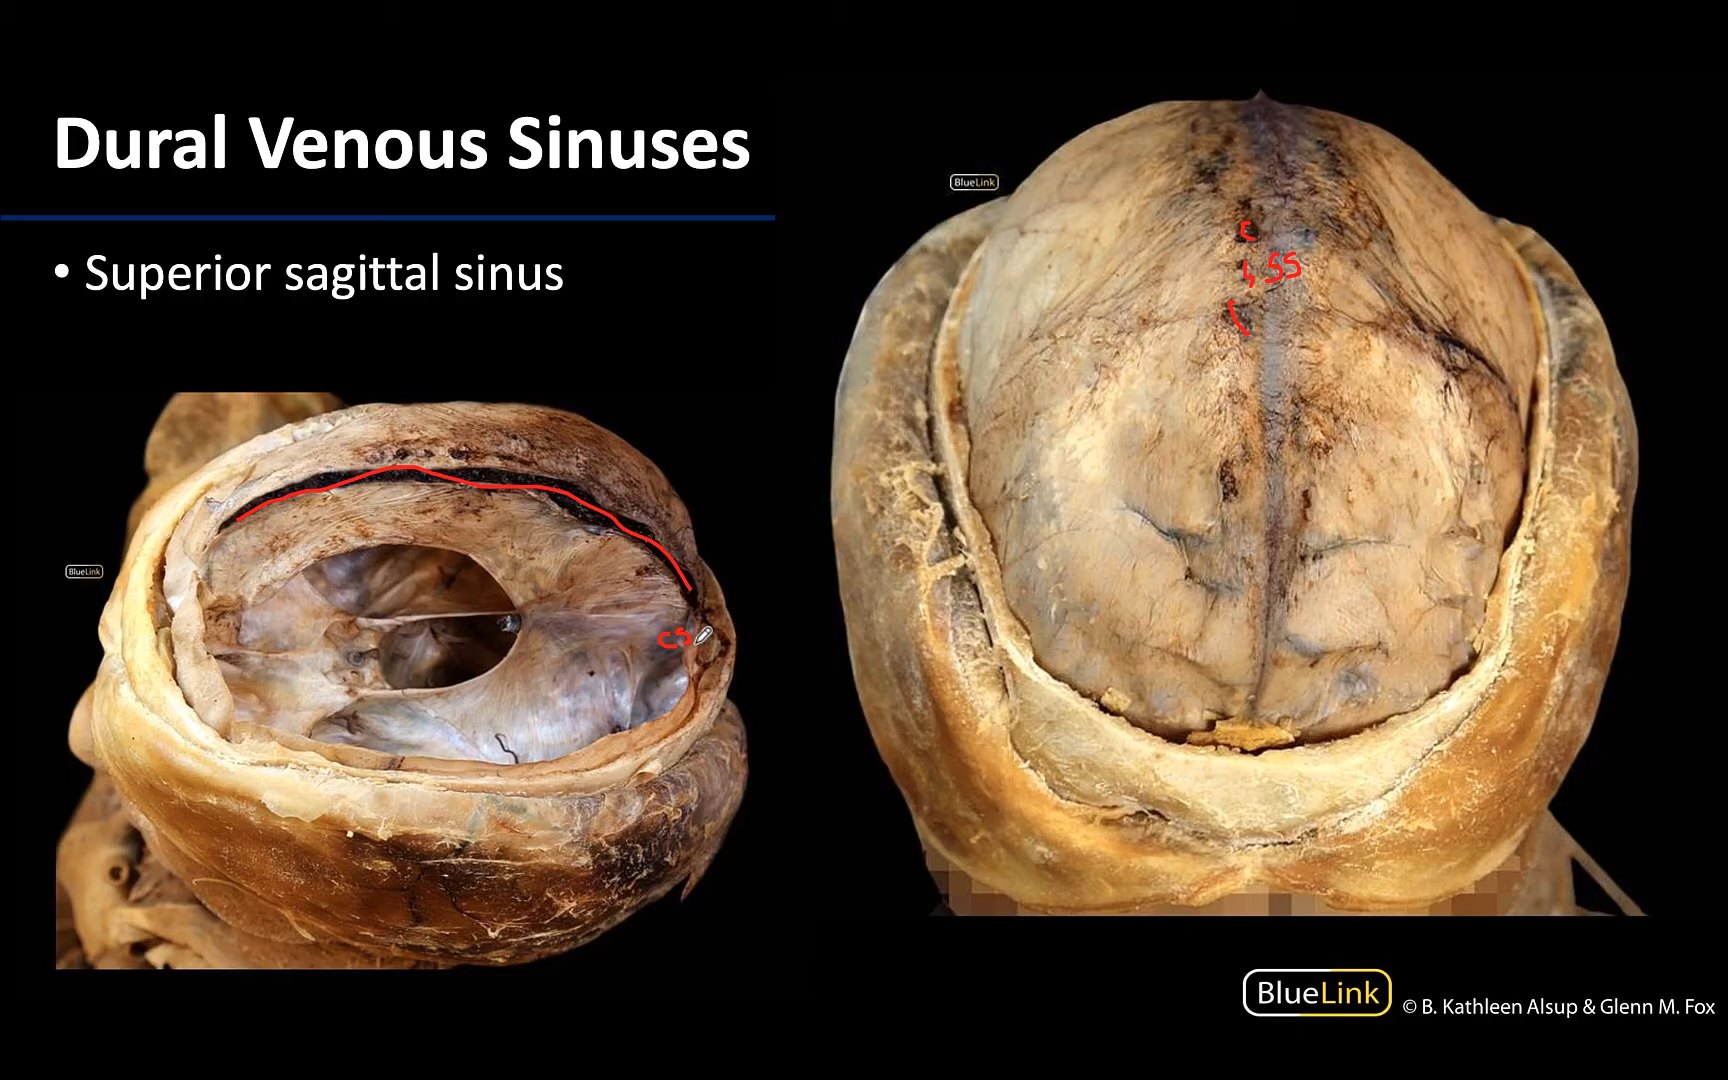 Dural Venous Sinuses
• Superior sagittal sinus
BlueLink
SS
BlueLink
CS
BlueLink
© B. Kathleen Alsup & Glenn M. Fox